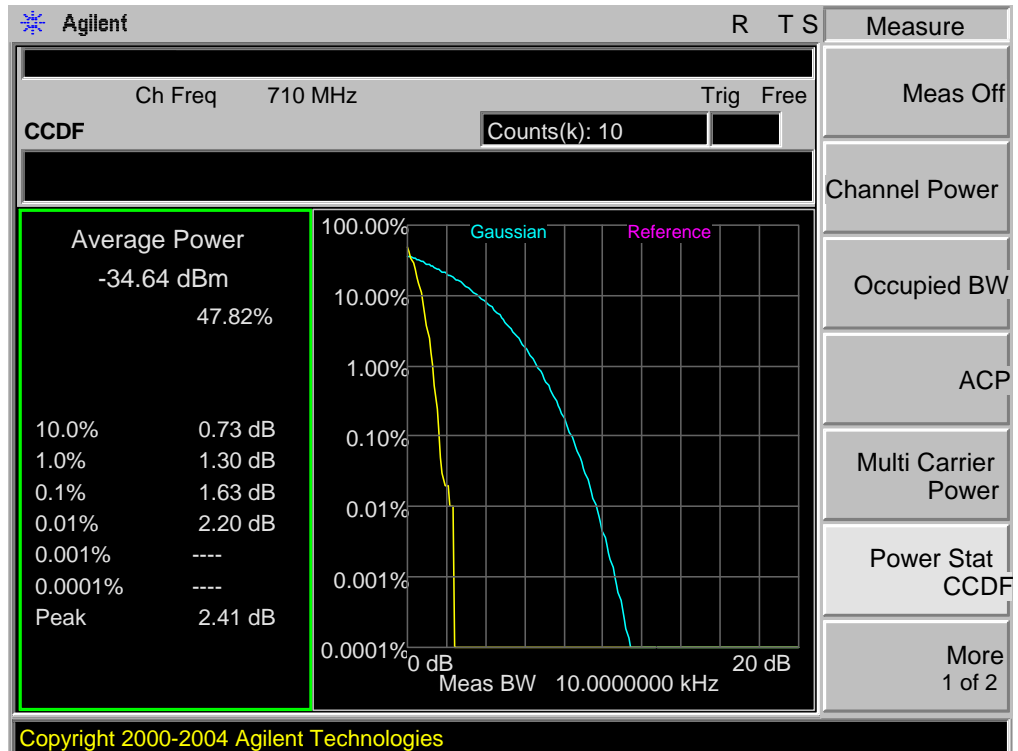 Agilent R T S Measure
Ch Freq 710 MHz Trig Free
CCDF Counts(k): 10
Average Power
-34.64 dBm
47.82%
10.0% 0.73 dB
1.0% 1.30 dB
0.1% 1.63 dB
0.01% 2.20 dB
0.001% ----
0.0001% ----
Peak 2.41 dB
Gaussian Reference
100.00%
10.00%
1.00%
0.10%
0.01%
0.001%
0.0001%
0 dB 20 dB
Meas BW 10.0000000 kHz
Meas Off
Channel Power
Occupied BW
ACP
Multi Carrier
Power
Power Stat
CCDF
More
1 of 2
Copyright 2000-2004 Agilent Technologies